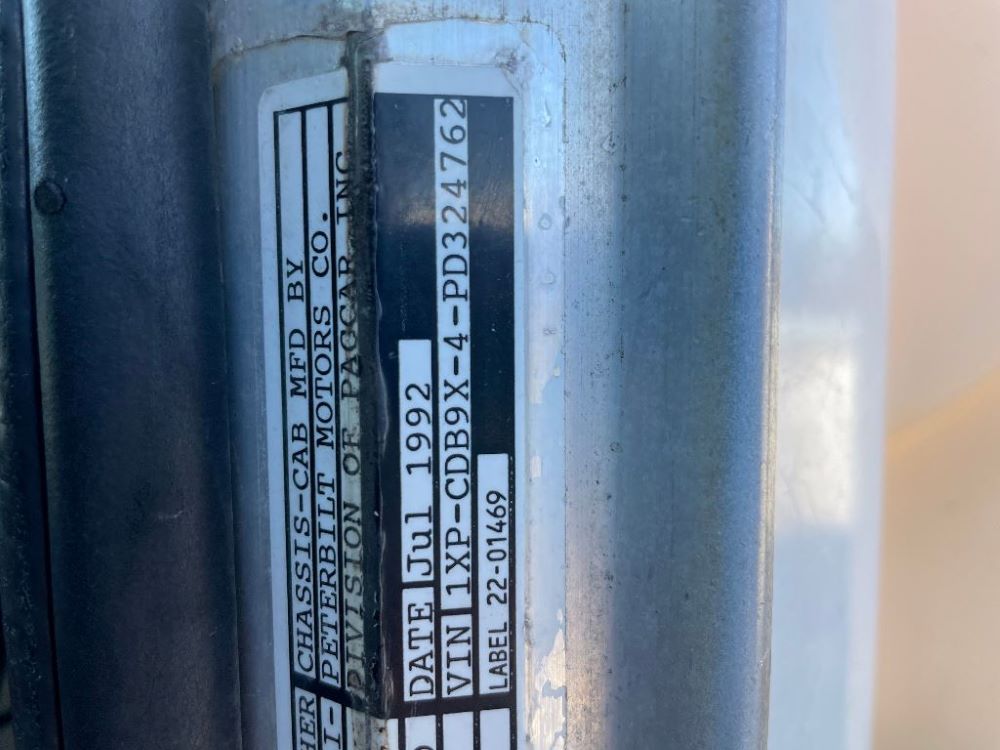 CHASSIS-CAB MFD BY
PETERBILT MOTORS CO.
DIVISION OF PACCAR INC
DATE Jul 1992
VIN 1XP-CDB9X-4-PD324762
LABEL 22-01469
HER
I-